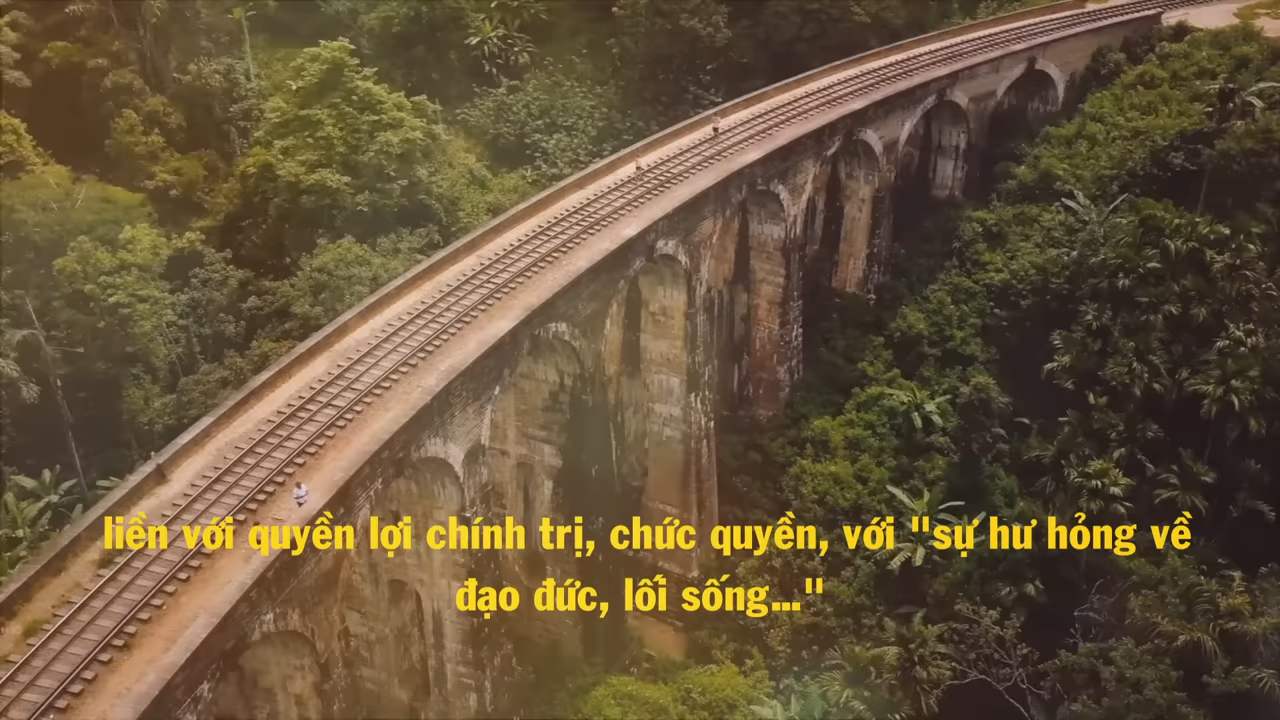 liền với quyền lợi chính trị, chức quyền, với "sự hư hỏng về
đạo đức, lối sống..."